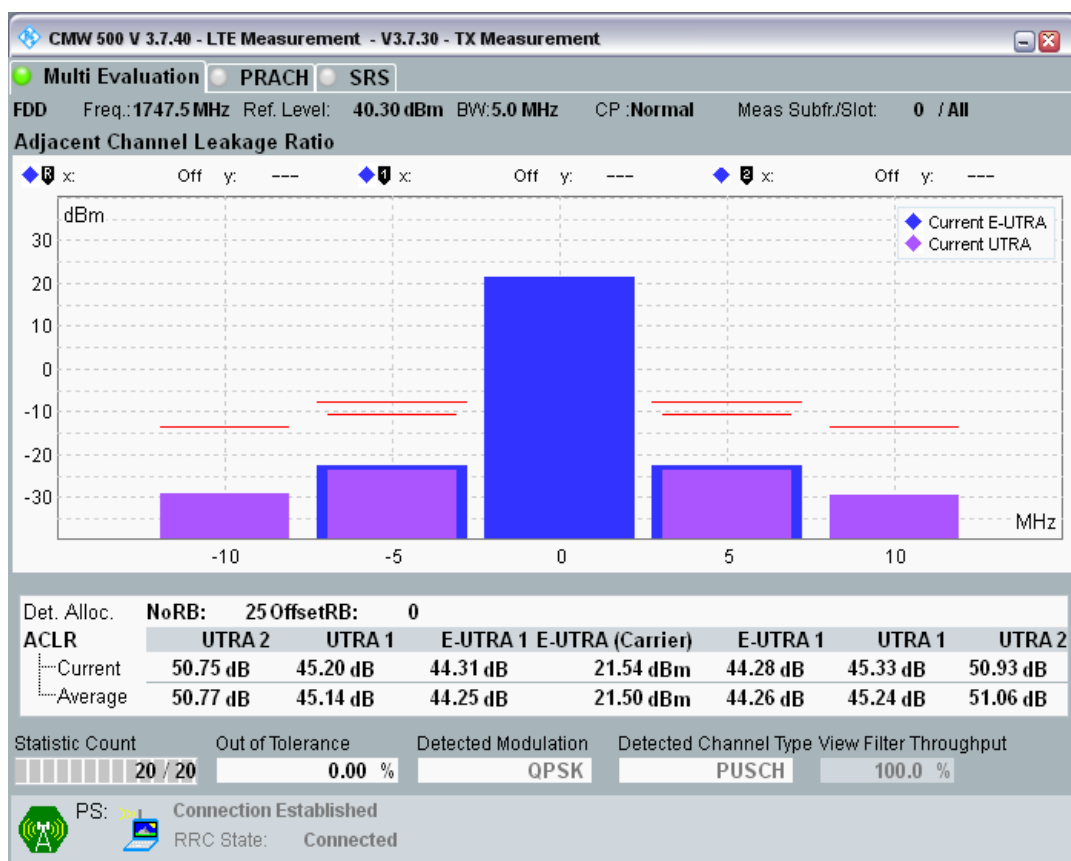 CMW 500 V 3.7.40 - LTE Measurement - V3.7.30 - TX Measurement
Multi Evaluation PRACH SRS
FDD Freq.: 1747.5 MHz Ref. Level: 40.30 dBm BW: 5.0 MHz CP : Normal Meas Subfr./Slot: 0 / All
Adjacent Channel Leakage Ratio
R x: Off y: --- 1 x: Off y: --- 2 x: Off y: ---
dBm
Current E-UTRA
Current UTRA
30
20
10
0
-10
-20
-30
MHz
-10 -5 0 5 10
Det. Alloc. NoRB: 25 OffsetRB: 0
ACLR UTRA 2 UTRA 1 E-UTRA 1 E-UTRA (Carrier) E-UTRA 1 UTRA 1 UTRA 2
Current 50.75 dB 45.20 dB 44.31 dB 21.54 dBm 44.28 dB 45.33 dB 50.93 dB
Average 50.77 dB 45.14 dB 44.25 dB 21.50 dBm 44.26 dB 45.24 dB 51.06 dB
Statistic Count Out of Tolerance Detected Modulation Detected Channel Type View Filter Throughput
20 / 20 0.00 % QPSK PUSCH 100.0 %
PS: Connection Established
RRC State: Connected